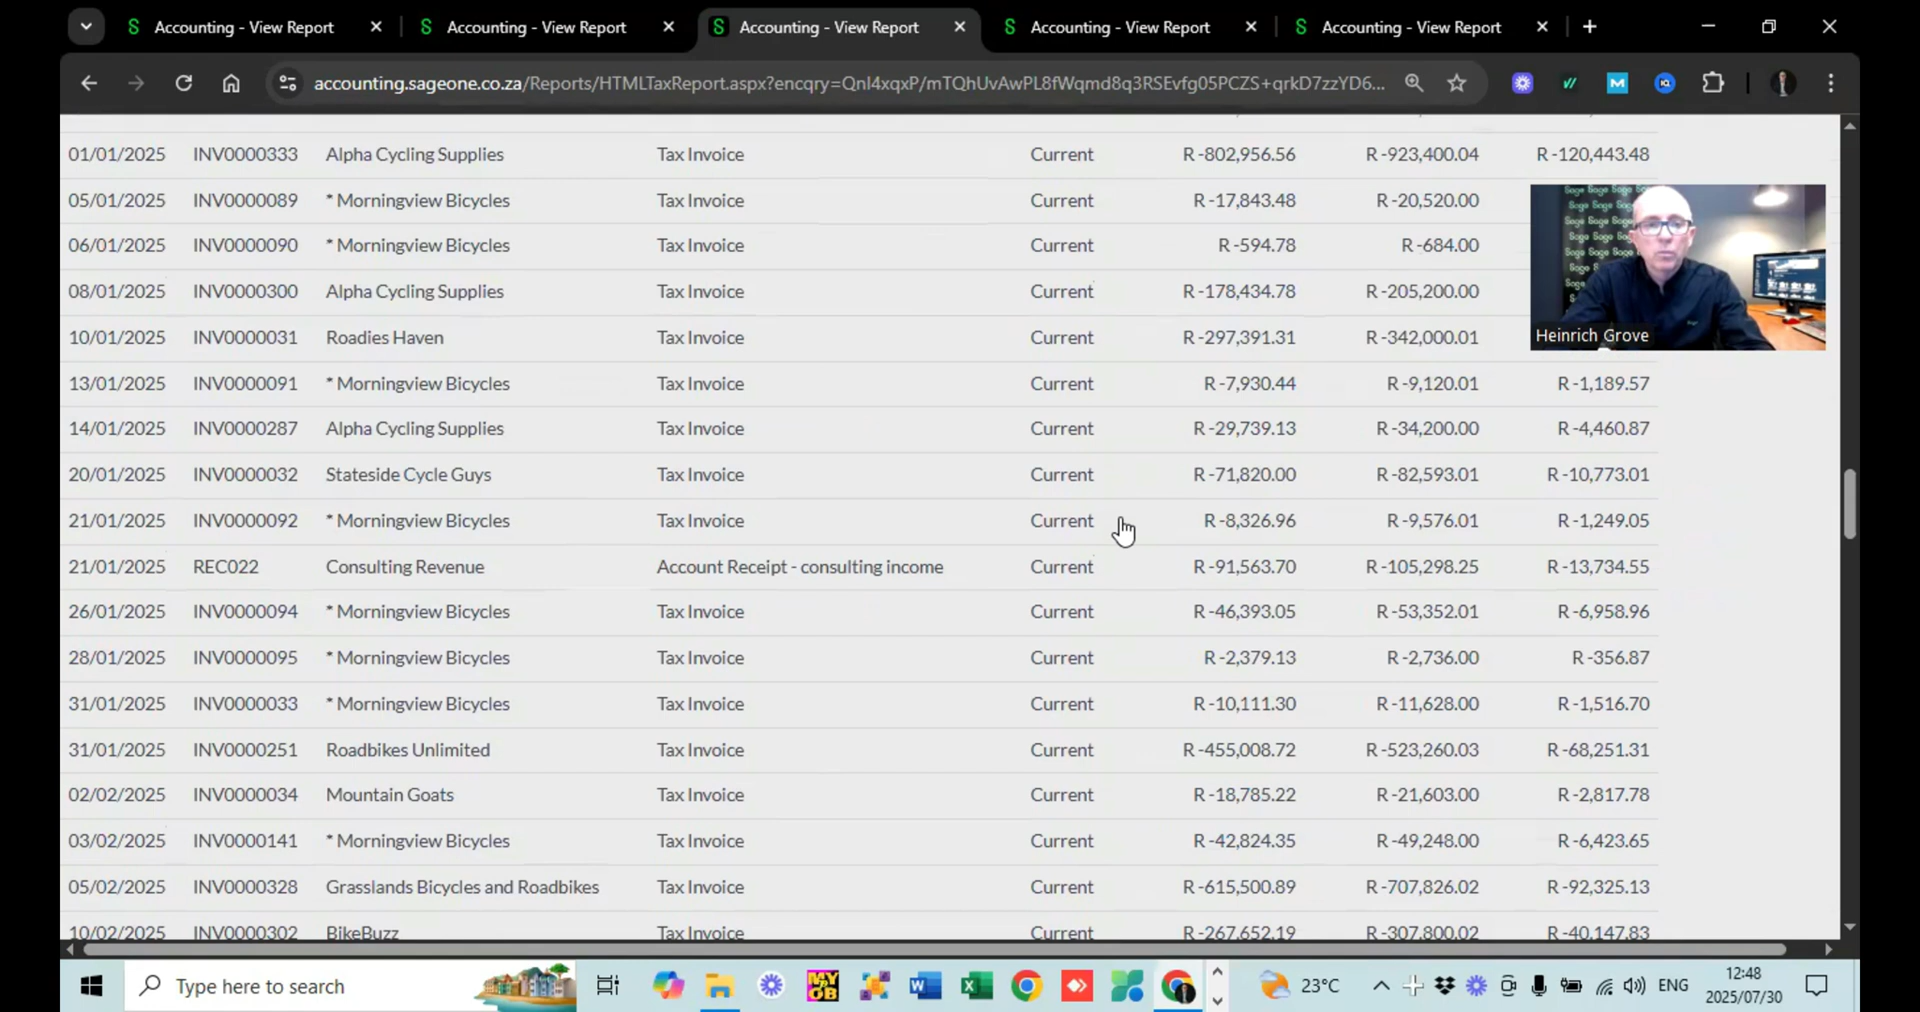 Accounting - View Report
Accounting - View Report
Accounting - View Report
Accounting - View Report
Accounting - View Report
accounting.sageone.co.za/Reports/HTMLTaxReport.aspx?encqry=QnI4xqxP/mTQhUvAwPL8fWqmd8q3RSEvfg05PCZS+qrkD7zzYD6...
01/01/2025 INV0000333 Alpha Cycling Supplies Tax Invoice Current R -802,956.56 R -923,400.04 R -120,443.48
05/01/2025 INV0000089 * Morningview Bicycles Tax Invoice Current R -17,843.48 R -20,520.00
06/01/2025 INV0000090 * Morningview Bicycles Tax Invoice Current R -594.78 R -684.00
08/01/2025 INV0000300 Alpha Cycling Supplies Tax Invoice Current R -178,434.78 R -205,200.00
10/01/2025 INV0000031 Roadies Haven Tax Invoice Current R -297,391.31 R -342,000.01
Heinrich Grove
13/01/2025 INV0000091 * Morningview Bicycles Tax Invoice Current R -7,930.44 R -9,120.01 R -1,189.57
14/01/2025 INV0000287 Alpha Cycling Supplies Tax Invoice Current R -29,739.13 R -34,200.00 R -4,460.87
20/01/2025 INV0000032 Stateside Cycle Guys Tax Invoice Current R -71,820.00 R -82,593.01 R -10,773.01
21/01/2025 INV0000092 * Morningview Bicycles Tax Invoice Current R -8,326.96 R -9,576.01 R -1,249.05
21/01/2025 REC022 Consulting Revenue Account Receipt - consulting income Current R -91,563.70 R -105,298.25 R -13,734.55
26/01/2025 INV0000094 * Morningview Bicycles Tax Invoice Current R -46,393.05 R -53,352.01 R -6,958.96
28/01/2025 INV0000095 * Morningview Bicycles Tax Invoice Current R -2,379.13 R -2,736.00 R -356.87
31/01/2025 INV0000033 * Morningview Bicycles Tax Invoice Current R -10,111.30 R -11,628.00 R -1,516.70
31/01/2025 INV0000251 Roadbikes Unlimited Tax Invoice Current R -455,008.72 R -523,260.03 R -68,251.31
02/02/2025 INV0000034 Mountain Goats Tax Invoice Current R -18,785.22 R -21,603.00 R -2,817.78
03/02/2025 INV0000141 * Morningview Bicycles Tax Invoice Current R -42,824.35 R -49,248.00 R -6,423.65
05/02/2025 INV0000328 Grasslands Bicycles and Roadbikes Tax Invoice Current R -615,500.89 R -707,826.02 R -92,325.13
10/02/2025 INV0000302 BikeBuzz Tax Invoice Current R -267,652.19 R -307,800.02 R -40,147.83
Type here to search
23°C
ENG
12:48
2025/07/30